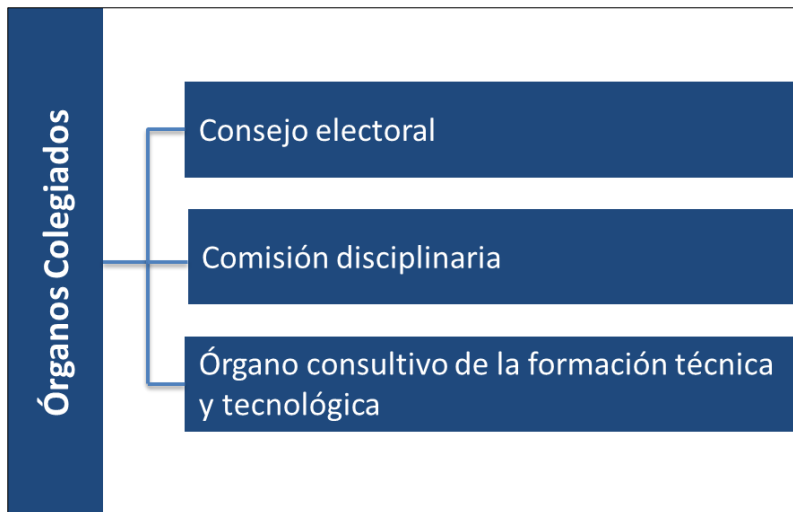 Órganos Colegiados
Consejo electoral
Comisión disciplinaria
Órgano consultivo de la formación técnica
y tecnológica